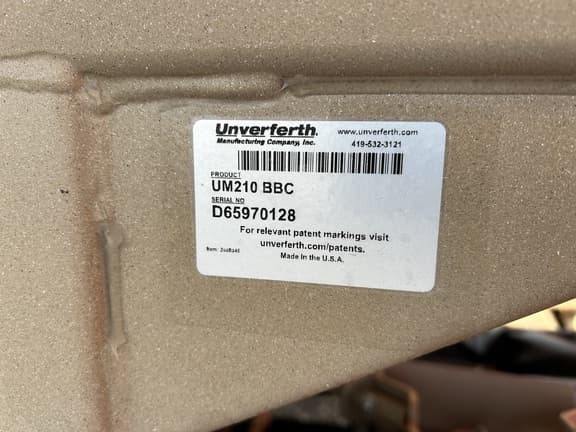 Unverferth.
Manufacturing Company, Inc.
www.unverferth.com
419-532-3121
PRODUCT
UM210 BBC
SERIAL NO
D65970128
For relevant patent markings visit
unverferth.com/patents.
Made in the U.S.A.
Item: